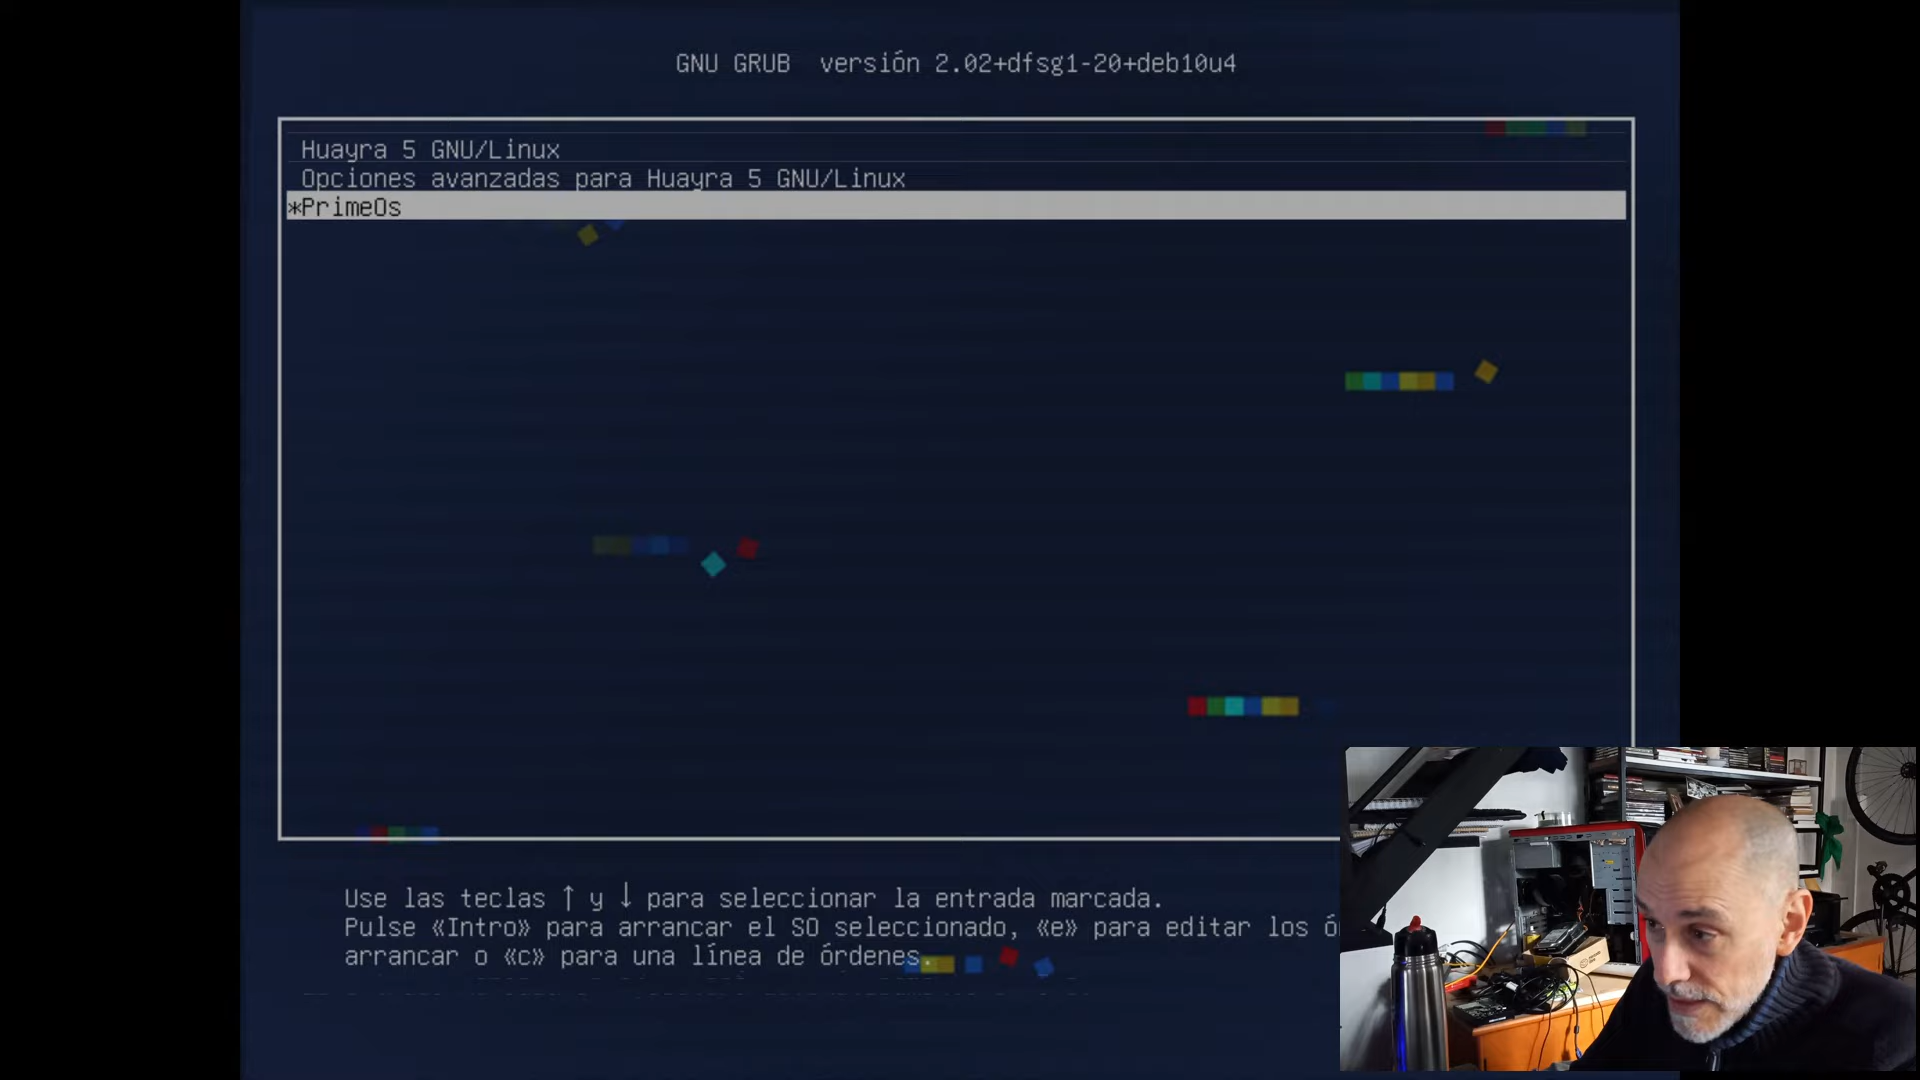 GNU GRUB versión 2.02+dfsg1-20+deb10u4
Huayra 5 GNU/Linux
Opciones avanzadas para Huayra 5 GNU/Linux
*PrimeOs
Use las teclas ↑ y ↓ para seleccionar la entrada marcada.
Pulse «Intro» para arrancar el SO seleccionado, «e» para editar los
arrancar o «c» para una línea de órdenes.